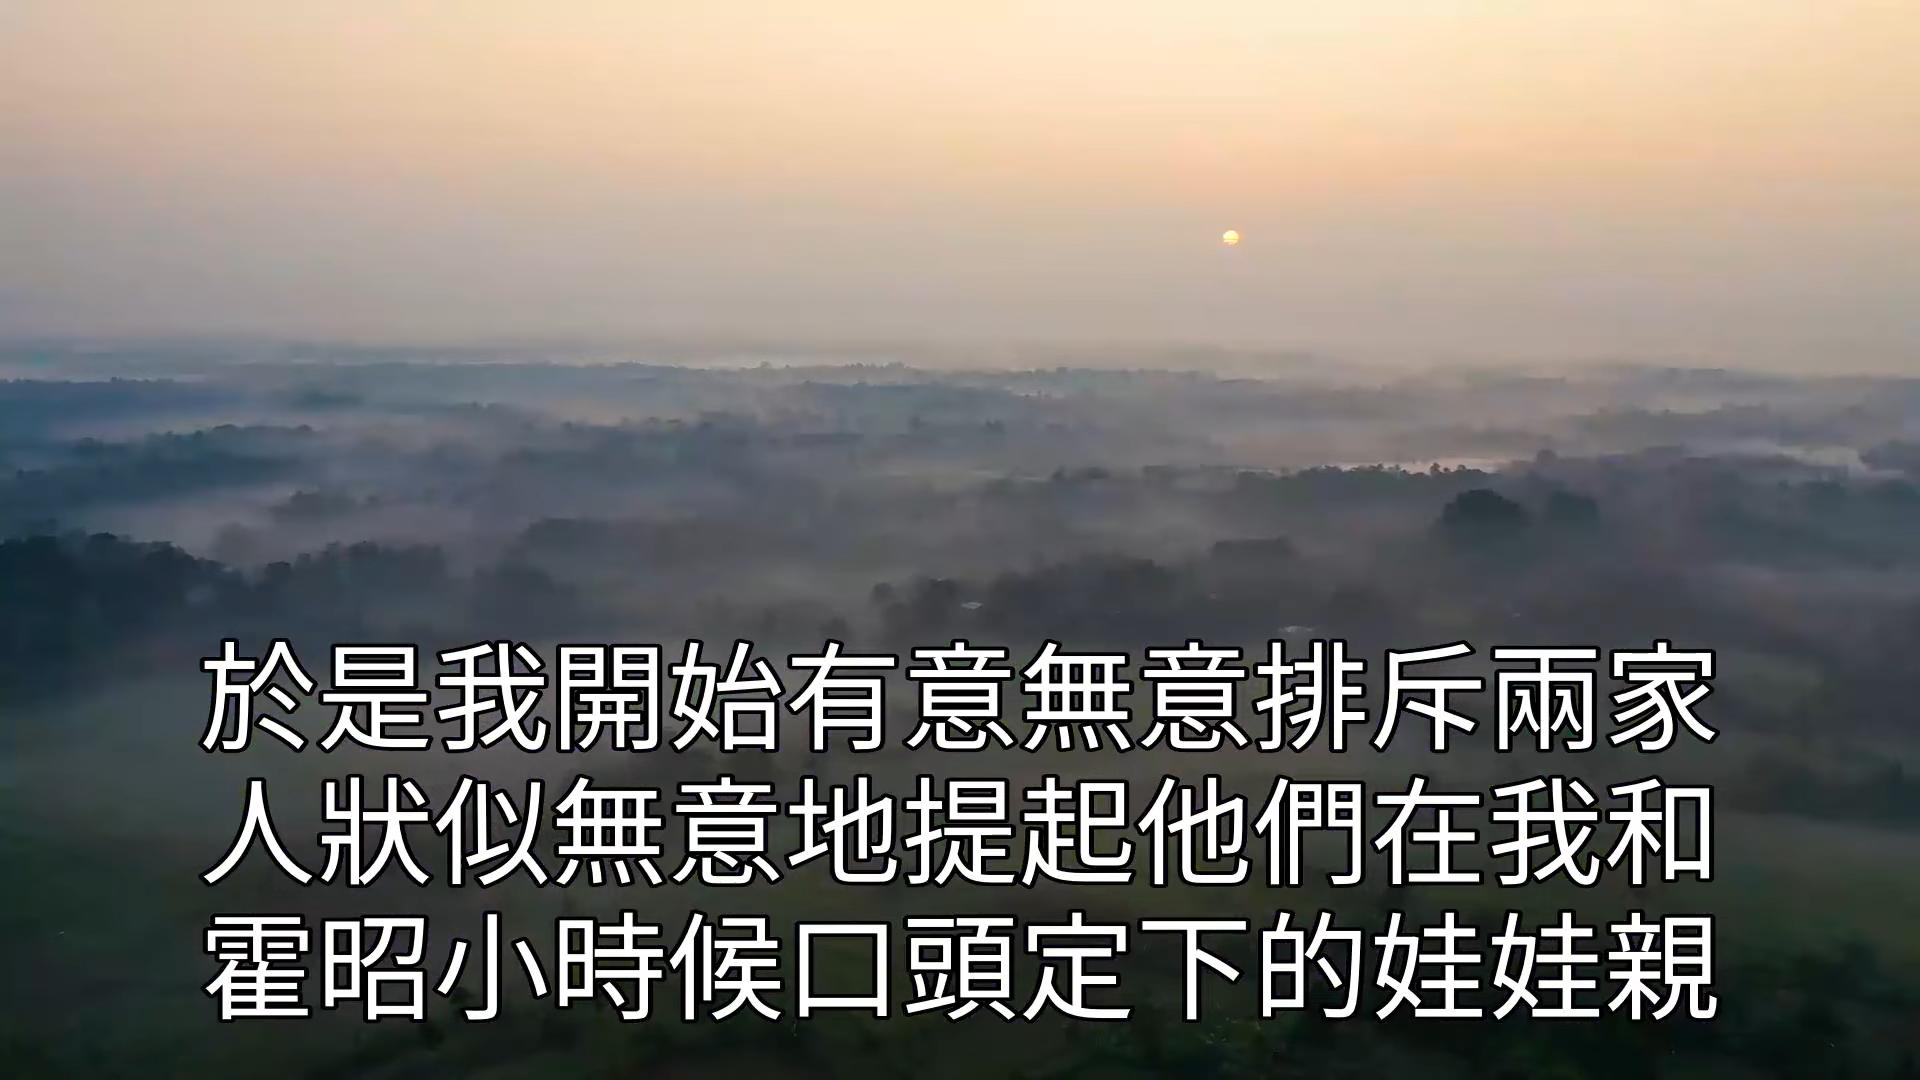 於是我開始有意無意排斥兩家
人狀似無意地提起他們在我和
霍昭小時候口頭定下的娃娃親